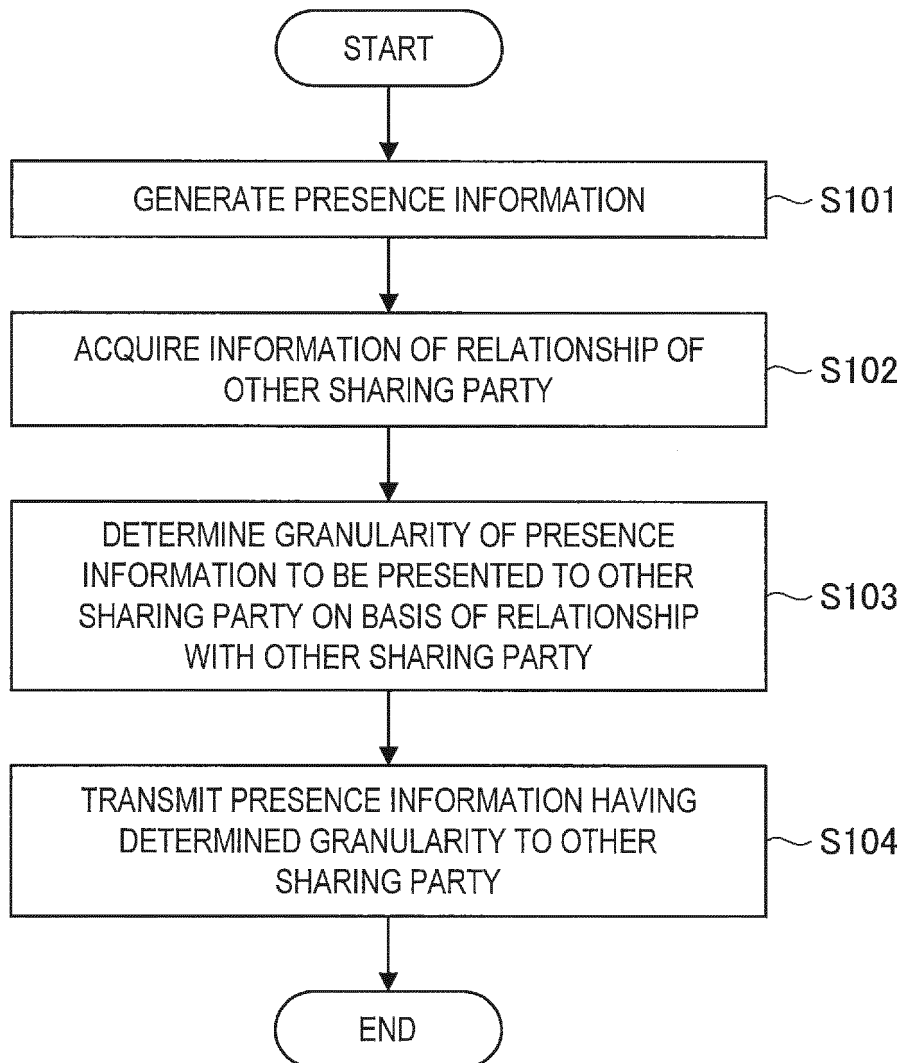 START
GENERATE PRESENCE INFORMATION
S101
ACQUIRE INFORMATION OF RELATIONSHIP OF
OTHER SHARING PARTY
S102
DETERMINE GRANULARITY OF PRESENCE
INFORMATION TO BE PRESENTED TO OTHER
SHARING PARTY ON BASIS OF RELATIONSHIP
WITH OTHER SHARING PARTY
S103
TRANSMIT PRESENCE INFORMATION HAVING
DETERMINED GRANULARITY TO OTHER
SHARING PARTY
S104
END